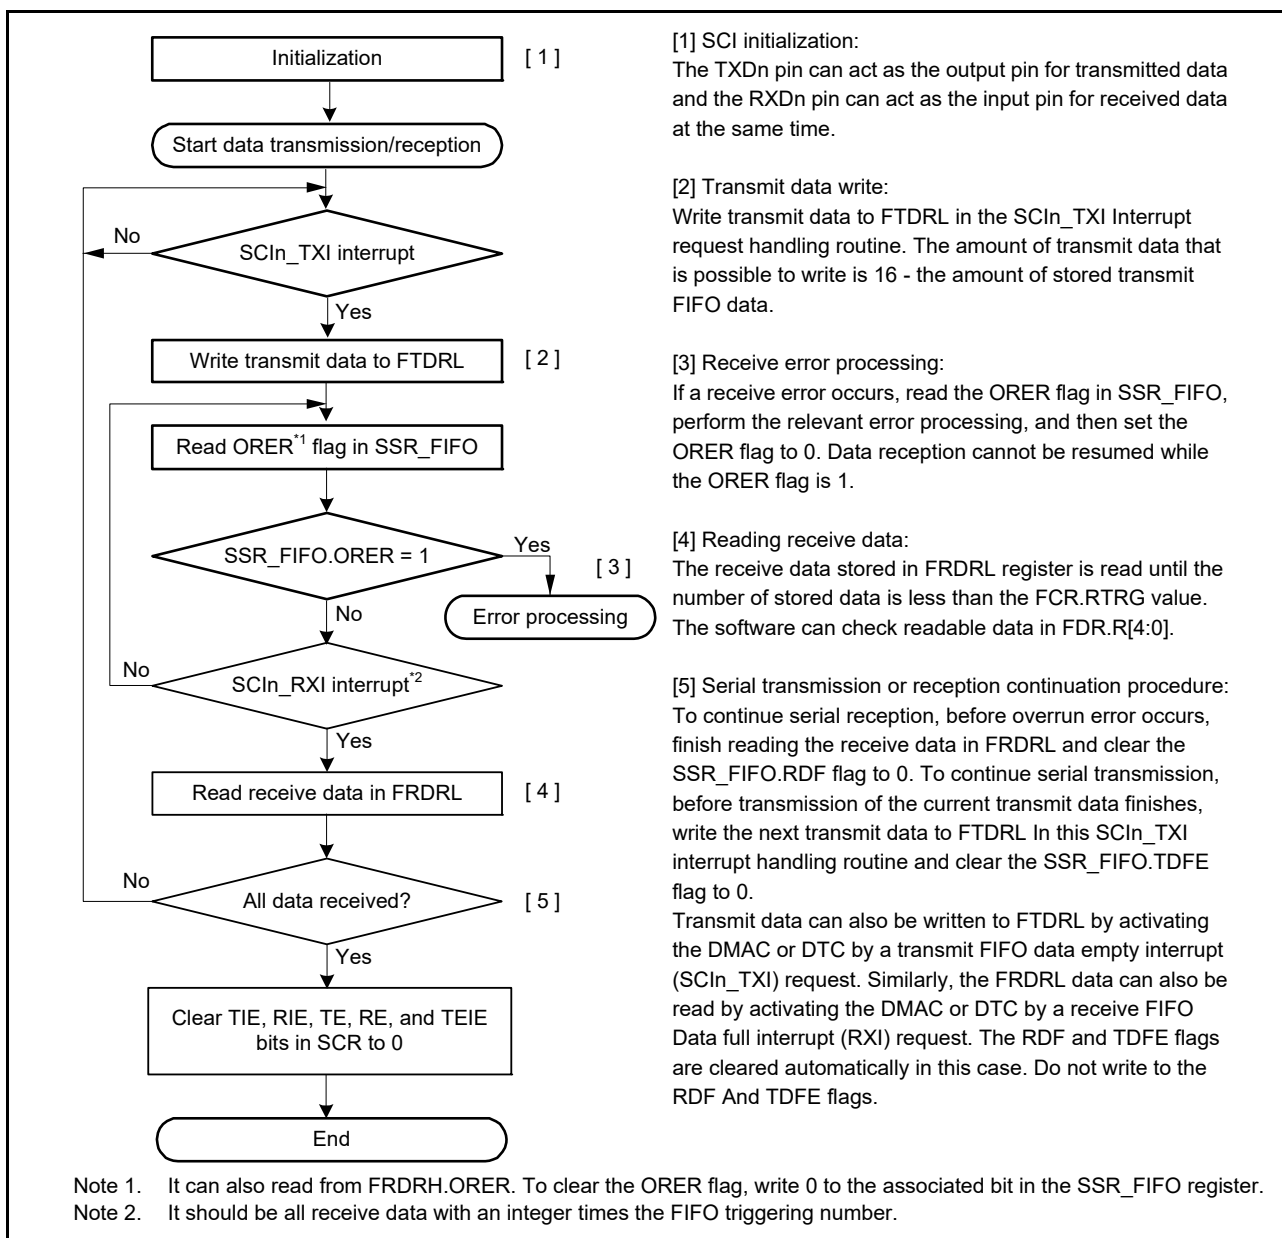 Initialization
[ 1 ]
Start data transmission/reception
No
SCIn_TXI interrupt
Yes
Write transmit data to FTDRL
[ 2 ]
Read ORER*1 flag in SSR_FIFO
SSR_FIFO.ORER = 1
Yes
[ 3 ]
Error processing
No
No
SCIn_RXI interrupt*2
Yes
Read receive data in FRDRL
[ 4 ]
No
All data received?
[ 5 ]
Yes
Clear TIE, RIE, TE, RE, and TEIE
bits in SCR to 0
End
[1] SCI initialization:
The TXDn pin can act as the output pin for transmitted data
and the RXDn pin can act as the input pin for received data
at the same time.
[2] Transmit data write:
Write transmit data to FTDRL in the SCIn_TXI Interrupt
request handling routine. The amount of transmit data that
is possible to write is 16 - the amount of stored transmit
FIFO data.
[3] Receive error processing:
If a receive error occurs, read the ORER flag in SSR_FIFO,
perform the relevant error processing, and then set the
ORER flag to 0. Data reception cannot be resumed while
the ORER flag is 1.
[4] Reading receive data:
The receive data stored in FRDRL register is read until the
number of stored data is less than the FCR.RTRG value.
The software can check readable data in FDR.R[4:0].
[5] Serial transmission or reception continuation procedure:
To continue serial reception, before overrun error occurs,
finish reading the receive data in FRDRL and clear the
SSR_FIFO.RDF flag to 0. To continue serial transmission,
before transmission of the current transmit data finishes,
write the next transmit data to FTDRL In this SCIn_TXI
interrupt handling routine and clear the SSR_FIFO.TDFE
flag to 0.
Transmit data can also be written to FTDRL by activating
the DMAC or DTC by a transmit FIFO data empty interrupt
(SCIn_TXI) request. Similarly, the FRDRL data can also be
read by activating the DMAC or DTC by a receive FIFO
Data full interrupt (RXI) request. The RDF and TDFE flags
are cleared automatically in this case. Do not write to the
RDF And TDFE flags.
Note 1. It can also read from FRDRH.ORER. To clear the ORER flag, write 0 to the associated bit in the SSR_FIFO register.
Note 2. It should be all receive data with an integer times the FIFO triggering number.